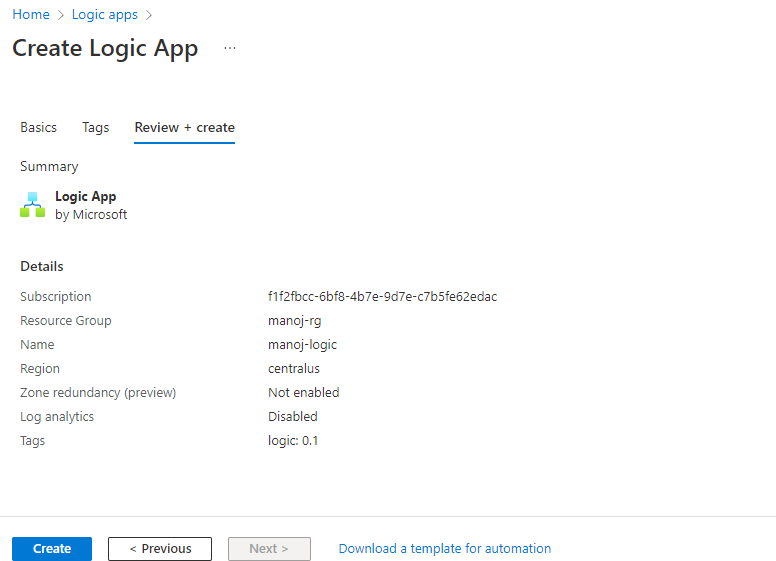 Home > Logic apps >
Create Logic App ...
Basics Tags Review + create
Summary
Logic App
by Microsoft
Details
Subscription f1f2fbcc-6bf8-4b7e-9d7e-c7b5fe62edac
Resource Group manoj-rg
Name manoj-logic
Region centralus
Zone redundancy (preview) Not enabled
Log analytics Disabled
Tags logic: 0.1
Create < Previous Next > Download a template for automation